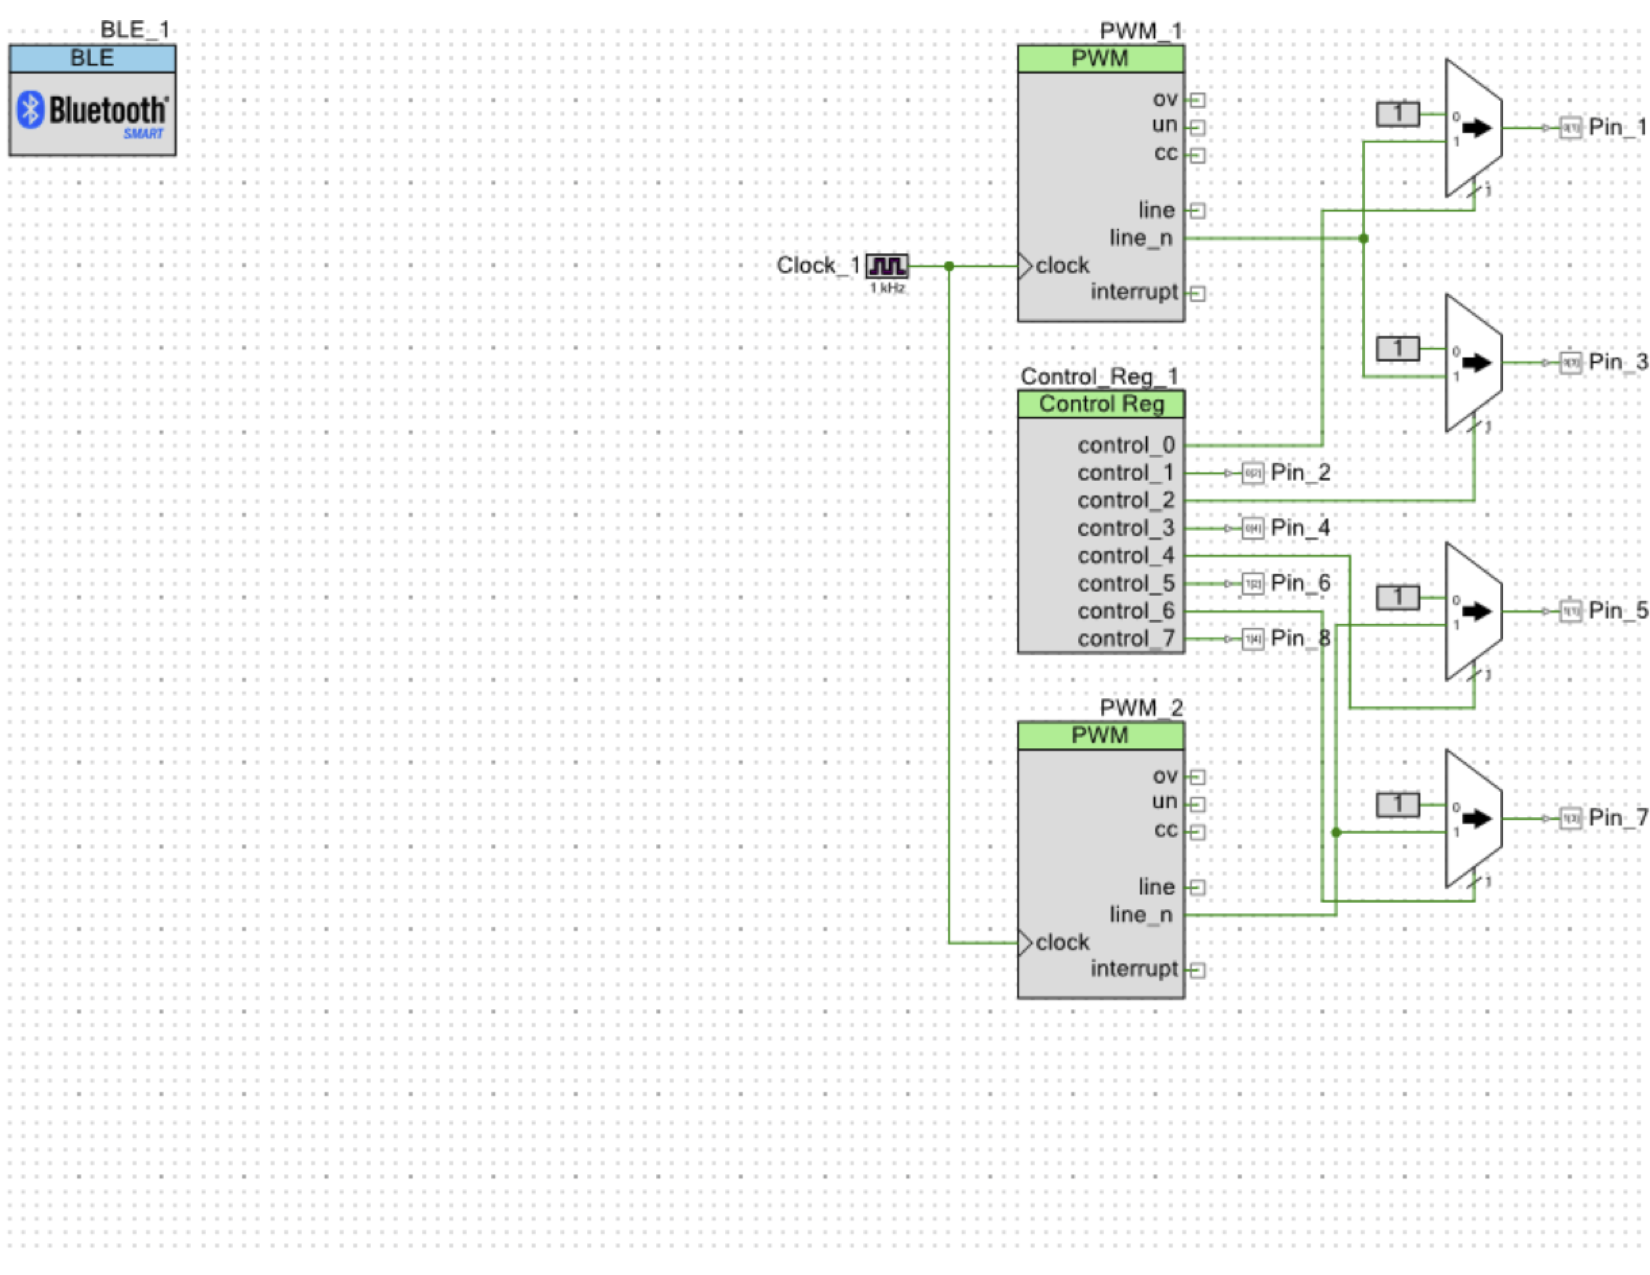 BLE_1
BLE
Bluetooth
SMART
PWM_1
PWM
ov
un
cc
line
line_n
clock
interrupt
Clock_1
1 kHz
1
0
1
1
Pin_1
1
0
1
1
Pin_3
Control_Reg_1
Control Reg
control_0
control_1
Pin_2
control_2
control_3
Pin_4
control_4
control_5
Pin_6
control_6
control_7
Pin_8
1
0
1
1
Pin_5
PWM_2
PWM
ov
un
cc
line
line_n
clock
interrupt
1
0
1
1
Pin_7